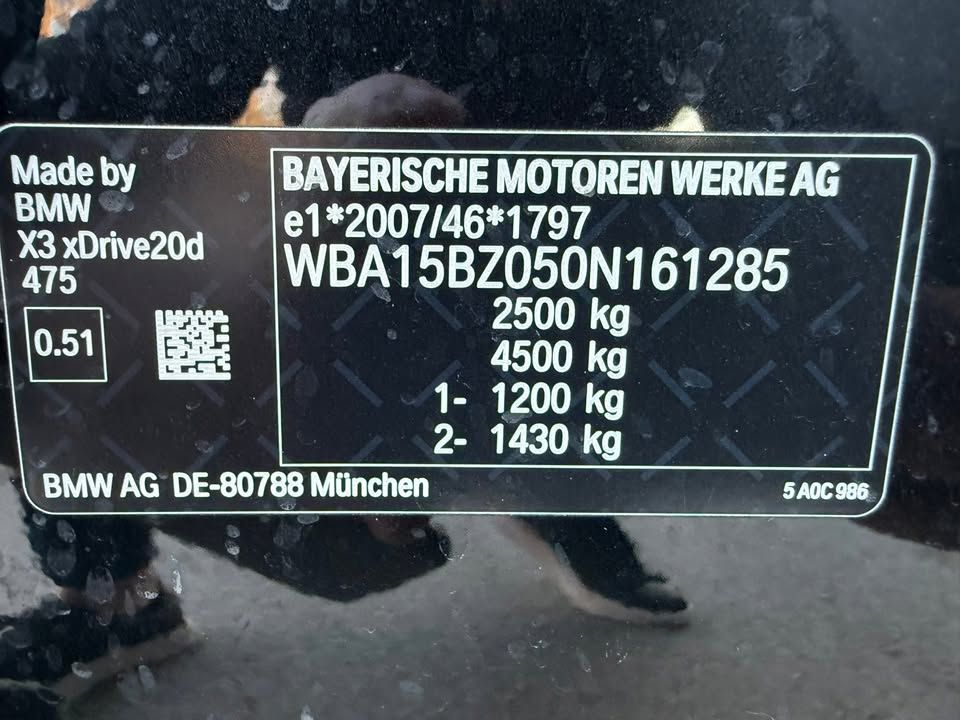 Made by
BMW
X3 xDrive20d
475
0.51
BAYERISCHE MOTOREN WERKE AG
e1*2007/46*1797
WBA15BZ050N161285
2500 kg
4500 kg
1- 1200 kg
2- 1430 kg
BMW AG DE-80788 München
5 A0C 986